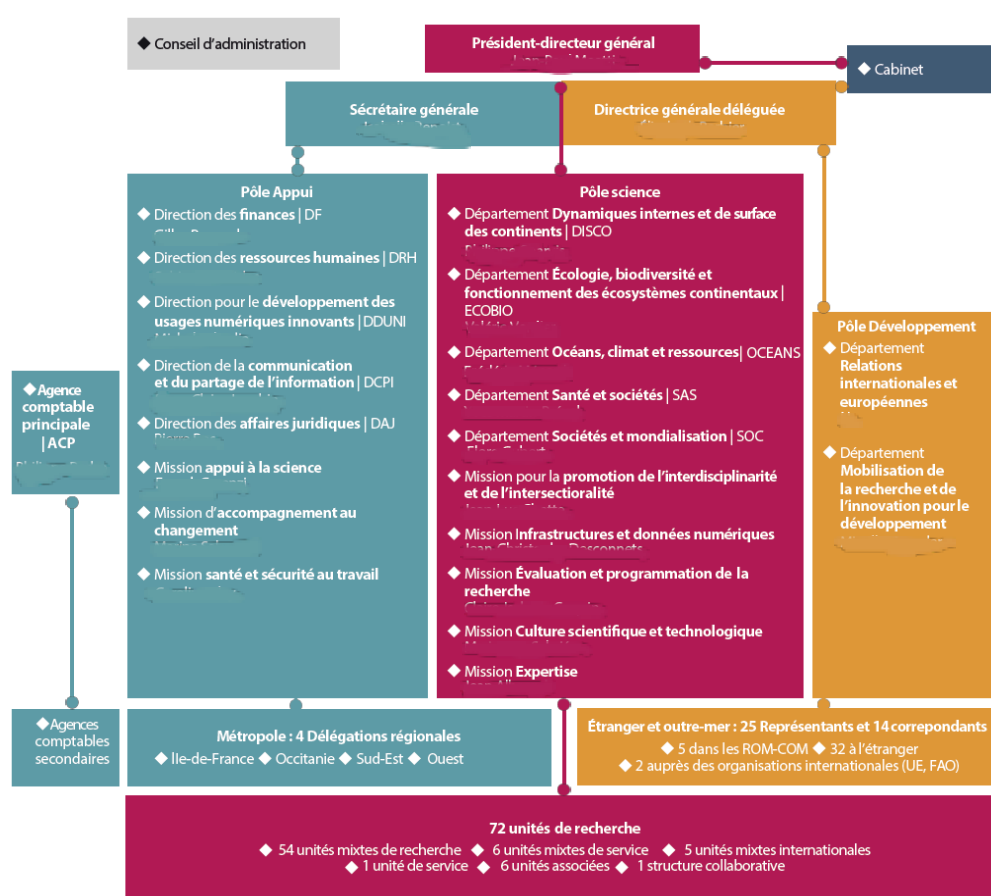 ◆ Conseil d'administration
Président-directeur général
◆ Cabinet
Sécrétaire générale
Directrice générale déléguée
Pôle Appui
◆ Direction des finances | DF
◆ Direction des ressources humaines | DRH
◆ Direction pour le développement des
usages numériques innovants | DDUNI
◆ Direction de la communication
et du partage de l'information | DCPI
◆ Direction des affaires juridiques | DAJ
◆ Mission appui à la science
◆ Mission d'accompagnement au
changement
◆ Mission santé et sécurité au travail
Pôle science
◆ Département Dynamiques internes et de surface
des continents | DISCO
◆ Département Écologie, biodiversité et
fonctionnement des écosystèmes continentaux |
ECOBIO
◆ Département Océans, climat et ressources| OCEANS
◆ Département Santé et sociétés | SAS
◆ Département Sociétés et mondialisation | SOC
◆ Mission pour la promotion de l'interdisciplinarité
et de l'intersectorialité
◆ Mission Infrastructures et données numériques
◆ Mission Évaluation et programmation de la
recherche
◆ Mission Culture scientifique et technologique
◆ Mission Expertise
Pôle Développement
◆ Département
Relations
internationales et
européennes
◆ Département
Mobilisation de
la recherche et de
l'innovation pour le
développement
◆ Agence
comptable
principale
| ACP
◆ Agences
comptables
secondaires
Métropole : 4 Délégations régionales
◆ Ile-de-France ◆ Occitanie ◆ Sud-Est ◆ Ouest
Étranger et outre-mer : 25 Représentants et 14 correpondants
◆ 5 dans les ROM-COM ◆ 32 à l'étranger
◆ 2 auprès des organisations internationales (UE, FAO)
72 unités de recherche
◆ 54 unités mixtes de recherche ◆ 6 unités mixtes de service ◆ 5 unités mixtes internationales
◆ 1 unité de service ◆ 6 unités associées ◆ 1 structure collaborative